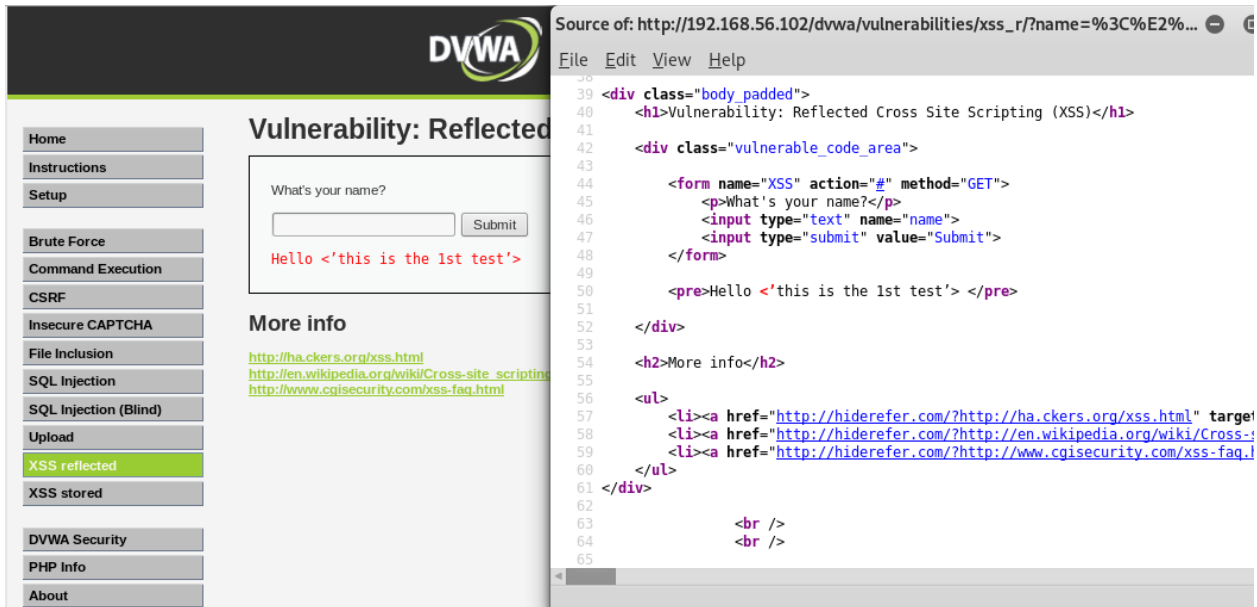 DVWA
Home
Instructions
Setup
Brute Force
Command Execution
CSRF
Insecure CAPTCHA
File Inclusion
SQL Injection
SQL Injection (Blind)
Upload
XSS reflected
XSS stored
DVWA Security
PHP Info
About
Vulnerability: Reflected
What's your name?
Submit
Hello <’this is the 1st test’>
More info
http://ha.ckers.org/xss.html
http://en.wikipedia.org/wiki/Cross-site_scripting
http://www.cgisecurity.com/xss-faq.html
Source of: http://192.168.56.102/dvwa/vulnerabilities/xss_r/?name=%3C%E2%...
File Edit View Help
38
39 <div class="body_padded">
40 <h1>Vulnerability: Reflected Cross Site Scripting (XSS)</h1>
41
42 <div class="vulnerable_code_area">
43
44 <form name="XSS" action="#" method="GET">
45 <p>What's your name?</p>
46 <input type="text" name="name">
47 <input type="submit" value="Submit">
48 </form>
49
50 <pre>Hello <’this is the 1st test’> </pre>
51
52 </div>
53
54 <h2>More info</h2>
55
56 <ul>
57 <li><a href="http://hiderefer.com/?http://ha.ckers.org/xss.html" target
58 <li><a href="http://hiderefer.com/?http://en.wikipedia.org/wiki/Cross-s
59 <li><a href="http://hiderefer.com/?http://www.cgisecurity.com/xss-faq.h
60 </ul>
61 </div>
62
63 <br />
64 <br />
65